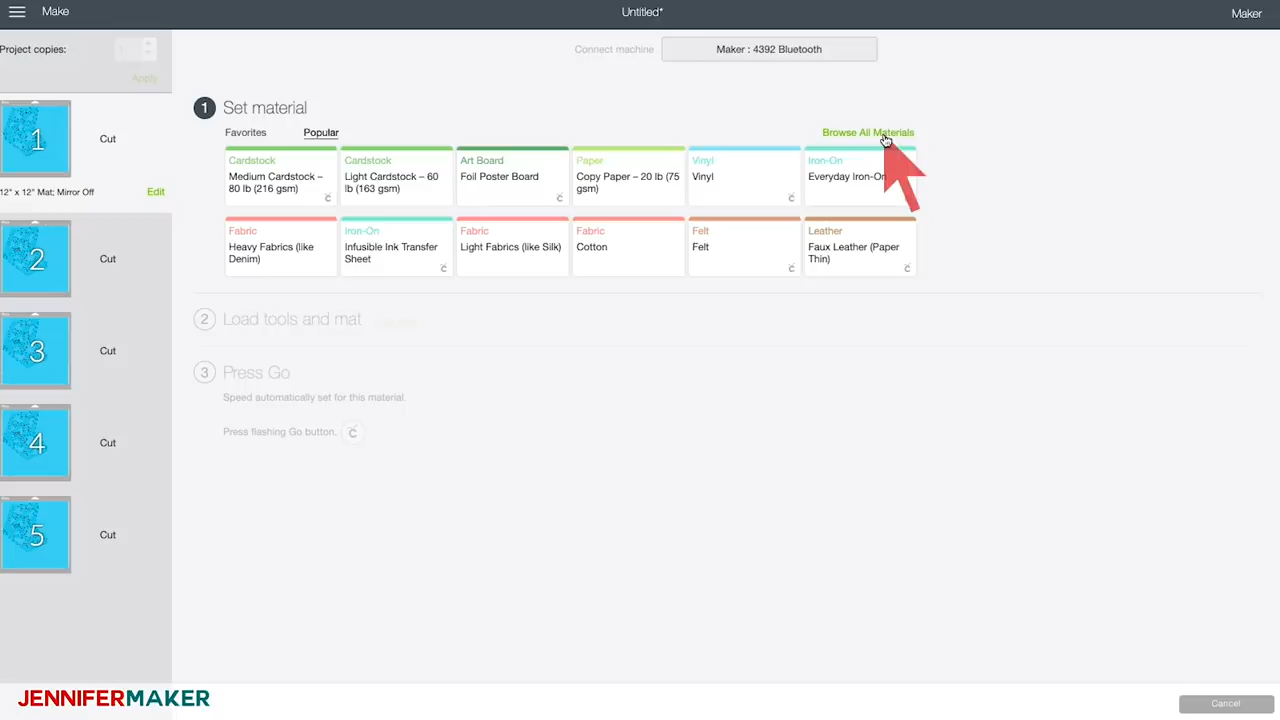 Make
Untitled*
Maker
Project copies:
1
Apply
Connect machine
Maker : 4392 Bluetooth
1
Set material
Favorites
Popular
Browse All Materials
Cardstock
Medium Cardstock –
80 lb (216 gsm)
Cardstock
Light Cardstock – 60
lb (163 gsm)
Art Board
Foil Poster Board
Paper
Copy Paper – 20 lb (75
gsm)
Vinyl
Vinyl
Iron-On
Everyday Iron-On
Fabric
Heavy Fabrics (like
Denim)
Iron-On
Infusible Ink Transfer
Sheet
Fabric
Light Fabrics (like Silk)
Fabric
Cotton
Felt
Felt
Leather
Faux Leather (Paper
Thin)
2
Load tools and mat
3
Press Go
Speed automatically set for this material.
Press flashing Go button.
1
Cut
12" x 12" Mat; Mirror Off
Edit
2
Cut
3
Cut
4
Cut
5
Cut
JENNIFERMAKER
Cancel